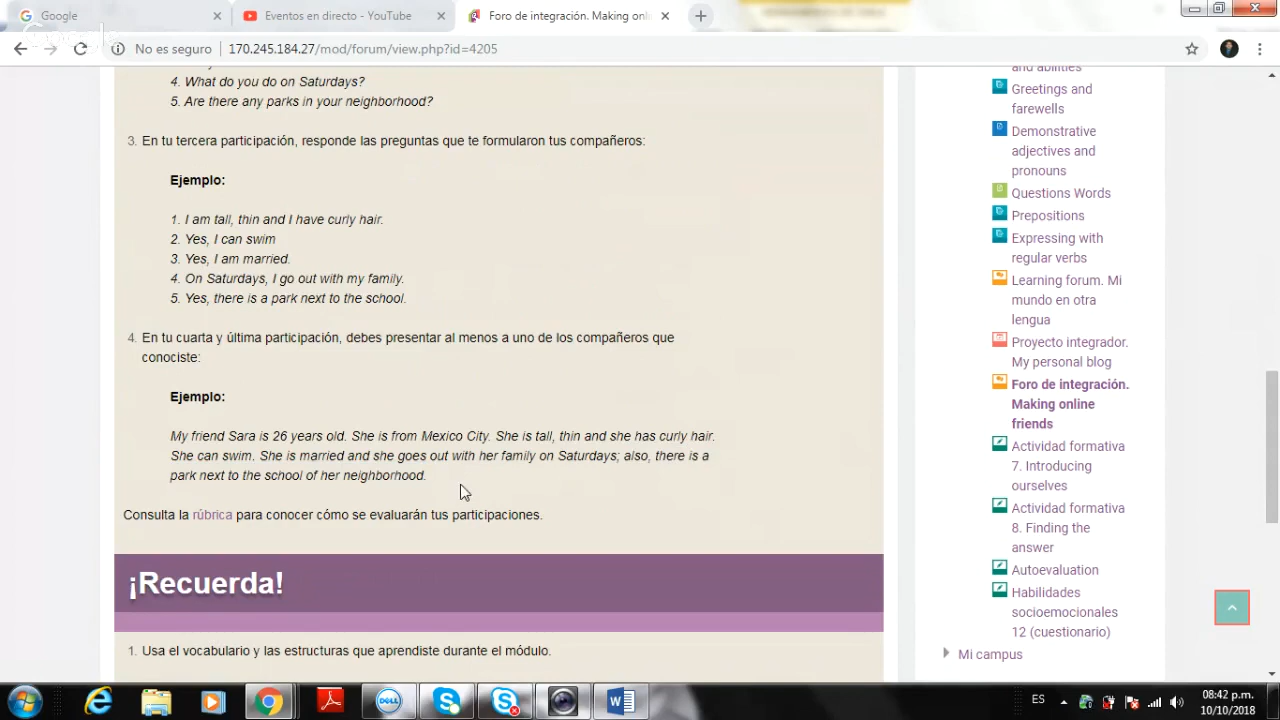 Google
Eventos en directo - YouTube
Foro de integración. Making onl
No es seguro
170.245.184.27/mod/forum/view.php?id=4205
4. What do you do on Saturdays?
5. Are there any parks in your neighborhood?
3. En tu tercera participación, responde las preguntas que te formularon tus compañeros:
Ejemplo:
1. I am tall, thin and I have curly hair.
2. Yes, I can swim
3. Yes, I am married.
4. On Saturdays, I go out with my family.
5. Yes, there is a park next to the school.
4. En tu cuarta y última participación, debes presentar al menos a uno de los compañeros que
conociste:
Ejemplo:
My friend Sara is 26 years old. She is from Mexico City. She is tall, thin and she has curly hair.
She can swim. She is married and she goes out with her family on Saturdays; also, there is a
park next to the school of her neighborhood.
Consulta la rúbrica para conocer cómo se evaluarán tus participaciones.
¡Recuerda!
1. Usa el vocabulario y las estructuras que aprendiste durante el módulo.
and abilities
Greetings and
farewells
Demonstrative
adjectives and
pronouns
Questions Words
Prepositions
Expressing with
regular verbs
Learning forum. Mi
mundo en otra
lengua
Proyecto integrador.
My personal blog
Foro de integración.
Making online
friends
Actividad formativa
7. Introducing
ourselves
Actividad formativa
8. Finding the
answer
Autoevaluation
Habilidades
socioemocionales
12 (cuestionario)
Mi campus
DELL
ES
08:42 p.m.
10/10/2018